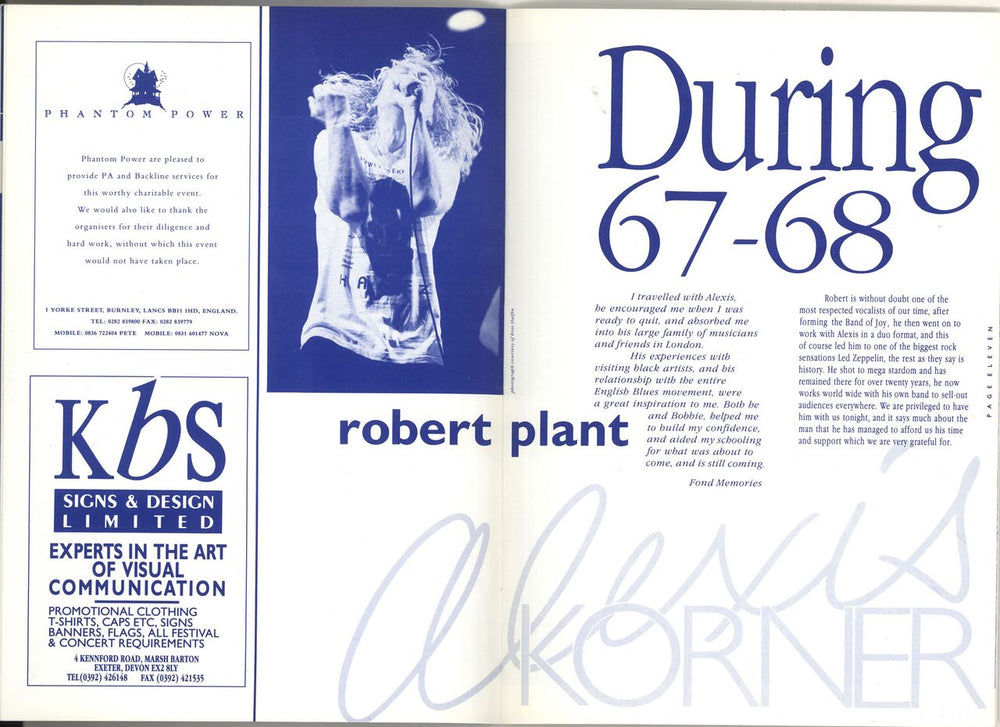 PHANTOM POWER
Phantom Power are pleased to
provide PA and Backline services for
this worthy charitable event.
We would also like to thank the
organisers for their diligence and
hard work, without which this event
would not have taken place.
1 YORKE STREET, BURNLEY, LANCS BB11 1HD, ENGLAND.
TEL: 0282 839800 FAX: 0282 839779
MOBILE: 0836 722404 PETE MOBILE: 0831 601477 NOVA
KbS
SIGNS & DESIGN
LIMITED
EXPERTS IN THE ART
OF VISUAL
COMMUNICATION
PROMOTIONAL CLOTHING
T-SHIRTS, CAPS ETC, SIGNS
BANNERS, FLAGS, ALL FESTIVAL
& CONCERT REQUIREMENTS
4 KENNFORD ROAD, MARSH BARTON
EXETER, DEVON EX2 8LY
TEL (0392) 426148 FAX (0392) 421535
photograph courtesy of Ross Halfin
robert plant
During
67-68
I travelled with Alexis,
he encouraged me when I was
ready to quit, and absorbed me
into his large family of musicians
and friends in London.
His experiences with
visiting black artists, and his
relationship with the entire
English Blues movement, were
a great inspiration to me. Both he
and Bobbie, helped me
to build my confidence,
and aided my schooling
for what was about to
come, and is still coming.
Fond Memories
Robert is without doubt one of the
most respected vocalists of our time, after
forming the Band of Joy, he then went on to
work with Alexis in a duo format, and this
of course led him to one of the biggest rock
sensations Led Zeppelin, the rest as they say is
history. He shot to mega stardom and has
remained there for over twenty years, he now
works world wide with his own band to sell-out
audiences everywhere. We are privileged to have
him with us tonight, and it says much about the
man that he has managed to afford us his time
and support which we are very grateful for.
PAGE ELEVEN
Alexis
KORNER